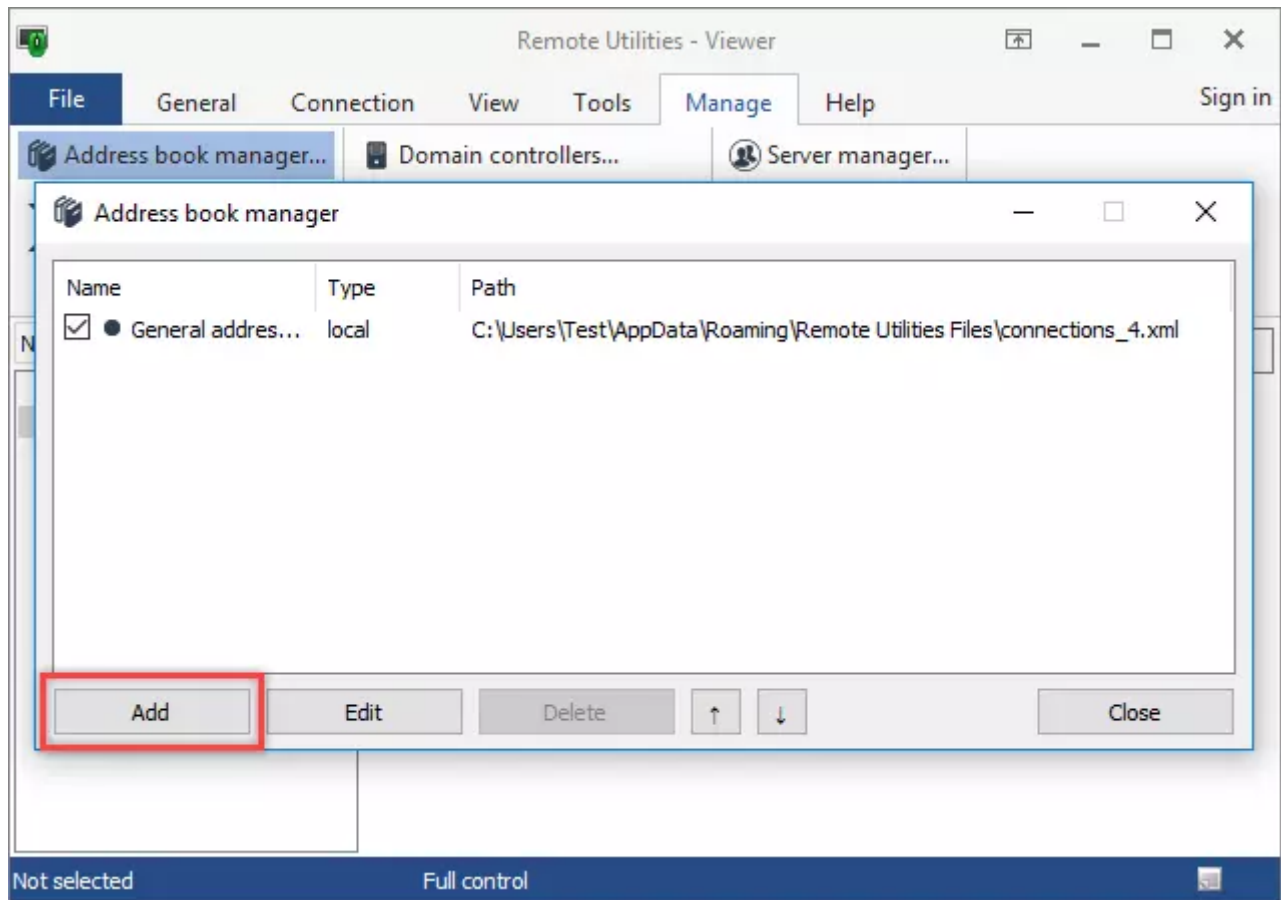 Remote Utilities - Viewer
File General Connection View Tools Manage Help Sign in
Address book manager... Domain controllers... Server manager...
Address book manager
Name Type Path
General addres... local C:\Users\Test\AppData\Roaming\Remote Utilities Files\connections_4.xml
N
Add Edit Delete ↑ ↓ Close
Not selected Full control